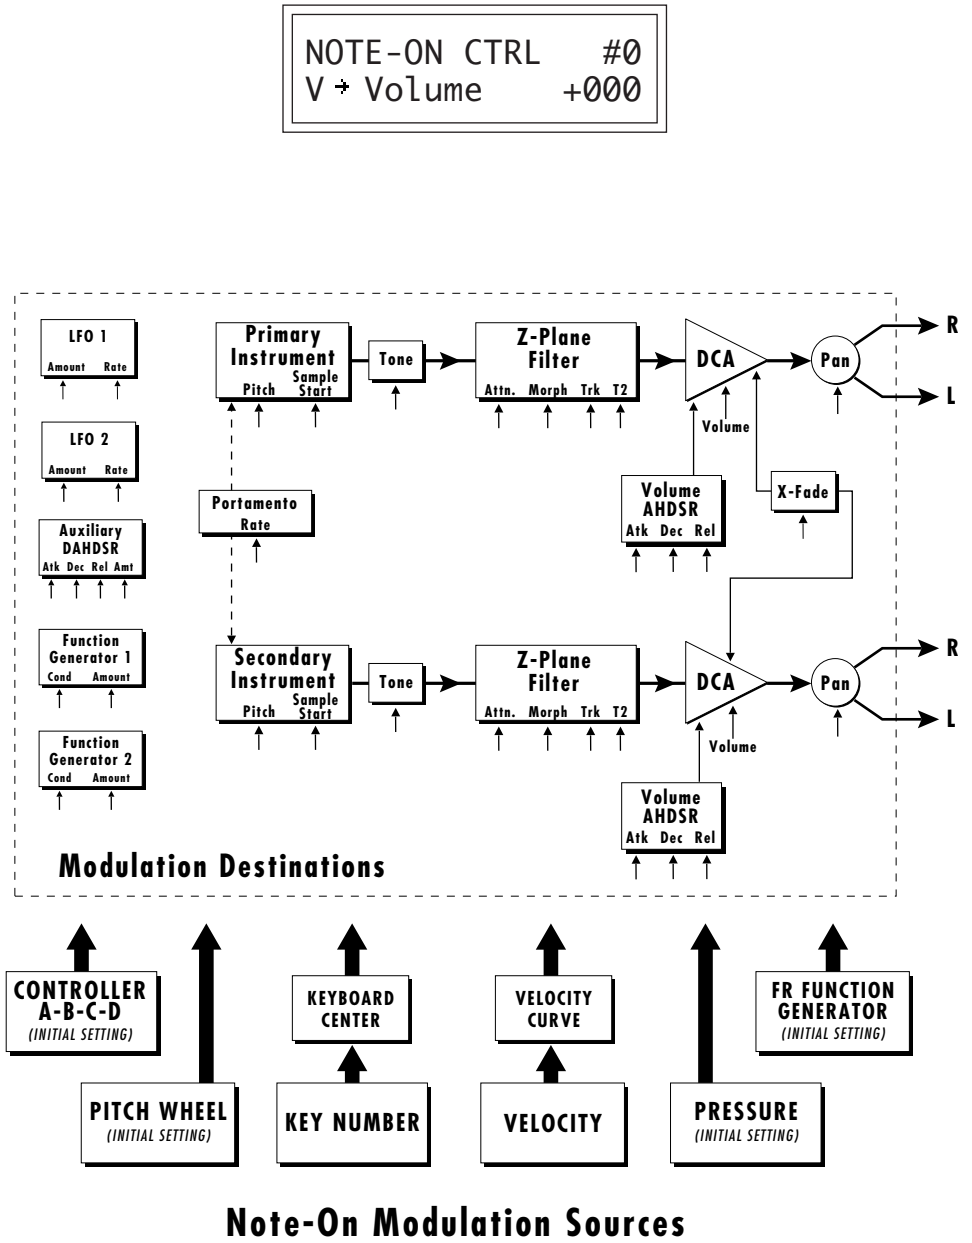 NOTE-ON CTRL #0
V → Volume +000
LFO 1
Amount Rate
LFO 2
Amount Rate
Auxiliary
DAHDSR
Atk Dec Rel Amt
Function
Generator 1
Cond Amount
Function
Generator 2
Cond Amount
Primary
Instrument
Pitch Sample
Start
Tone
Z-Plane
Filter
Attn. Morph Trk T2
DCA
Volume
Pan
R
L
Portamento
Rate
Volume
AHDSR
Atk Dec Rel
X-Fade
Secondary
Instrument
Pitch Sample
Start
Tone
Z-Plane
Filter
Attn. Morph Trk T2
DCA
Volume
Pan
R
L
Volume
AHDSR
Atk Dec Rel
Modulation Destinations
CONTROLLER
A-B-C-D
(INITIAL SETTING)
KEYBOARD
CENTER
VELOCITY
CURVE
FR FUNCTION
GENERATOR
(INITIAL SETTING)
PITCH WHEEL
(INITIAL SETTING)
KEY NUMBER
VELOCITY
PRESSURE
(INITIAL SETTING)
Note-On Modulation Sources